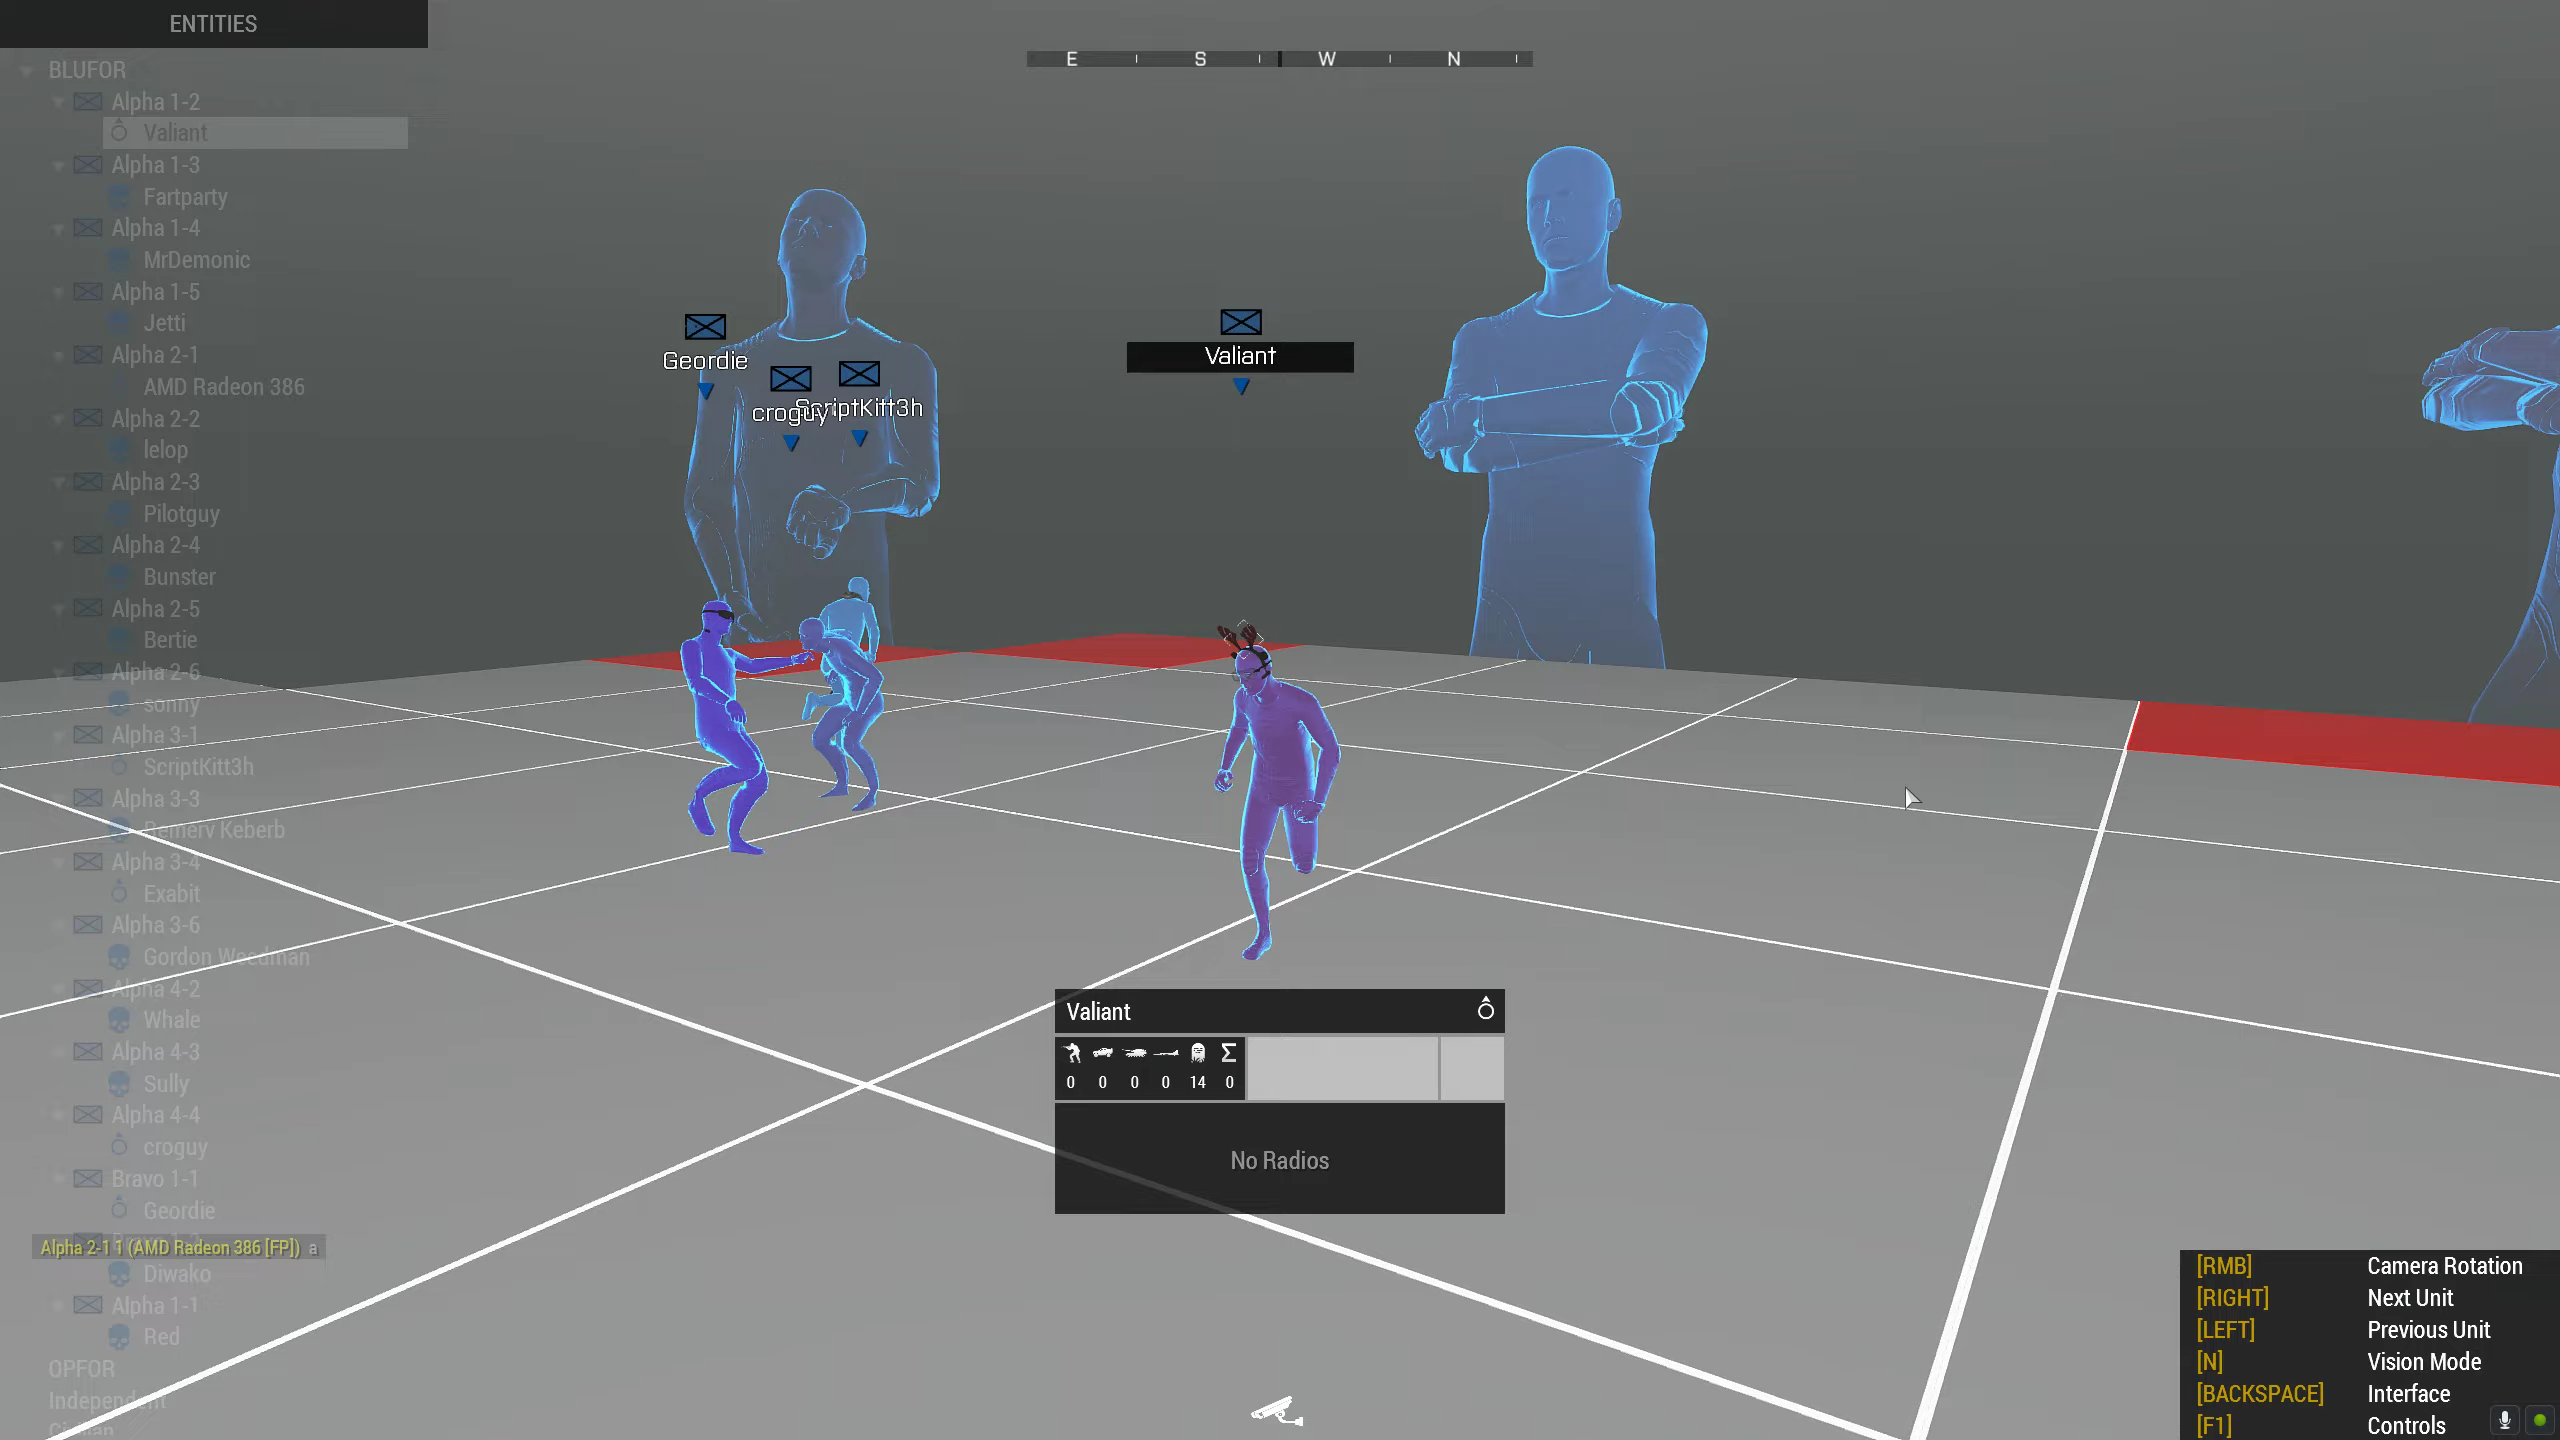 ENTITIES
E S W N
BLUFOR
Alpha 1-2
Valiant
Alpha 1-3
Fartparty
Alpha 1-4
MrDemonic
Alpha 1-5
Jetti
Alpha 2-1
AMD Radeon 386
Alpha 2-2
lelop
Alpha 2-3
Pilotguy
Alpha 2-4
Bunster
Alpha 2-5
Bertie
Alpha 2-6
sonny
Alpha 3-1
ScriptKitt3h
Alpha 3-3
Bemerv Keberb
Alpha 3-4
Exabit
Alpha 3-6
Gordon Weedman
Alpha 4-2
Whale
Alpha 4-3
Sully
Alpha 4-4
croguy
Bravo 1-1
Geordie
Alpha 2-1 1 (AMD Radeon 386 [FP]) a
Diwako
Alpha 1-1
Red
OPFOR
Independent
Civilian
Geordie
croguy
ScriptKitt3h
Valiant
Valiant
Σ
0 0 0 0 14 0
No Radios
[RMB] Camera Rotation
[RIGHT] Next Unit
[LEFT] Previous Unit
[N] Vision Mode
[BACKSPACE] Interface
[F1] Controls